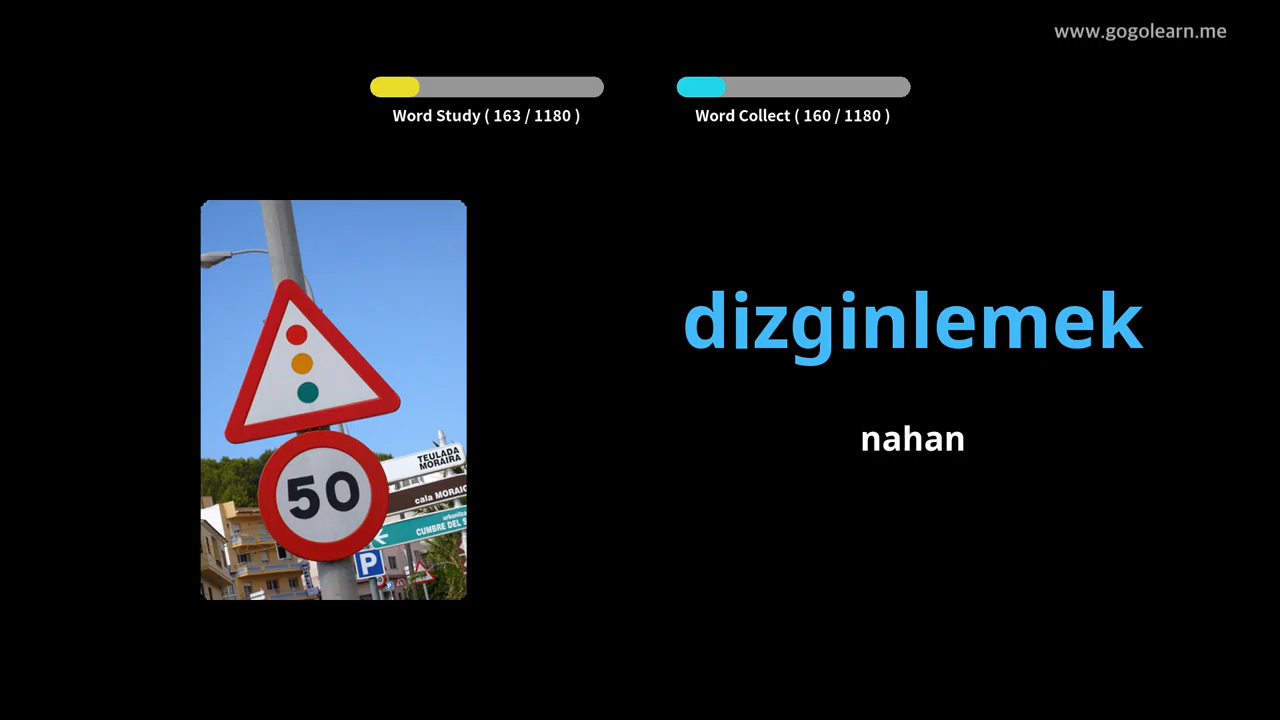 www.gogolearn.me
Word Study ( 163 / 1180 )
Word Collect ( 160 / 1180 )
dizginlemek
nahan
50
TEULADA
MORAIRA
cala MORAIG
CUMBRE DEL S
P